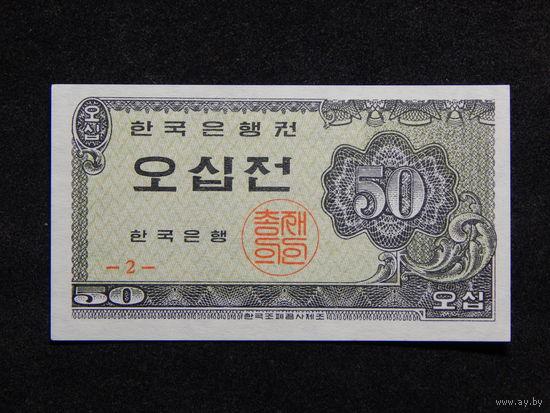 오십
한국은행권
오십전
50
한국은행
총재의인
- 2 -
50
오십
한국조폐공사제조
www.ay.by